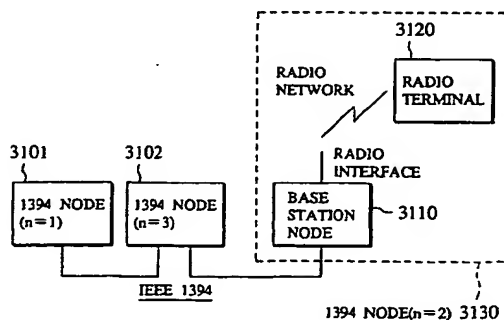 3120
RADIO
TERMINAL
RADIO
NETWORK
3101
3102
RADIO
INTERFACE
1394 NODE
(n=1)
1394 NODE
(n=3)
BASE
STATION
NODE
3110
IEEE 1394
1394 NODE(n=2) 3130